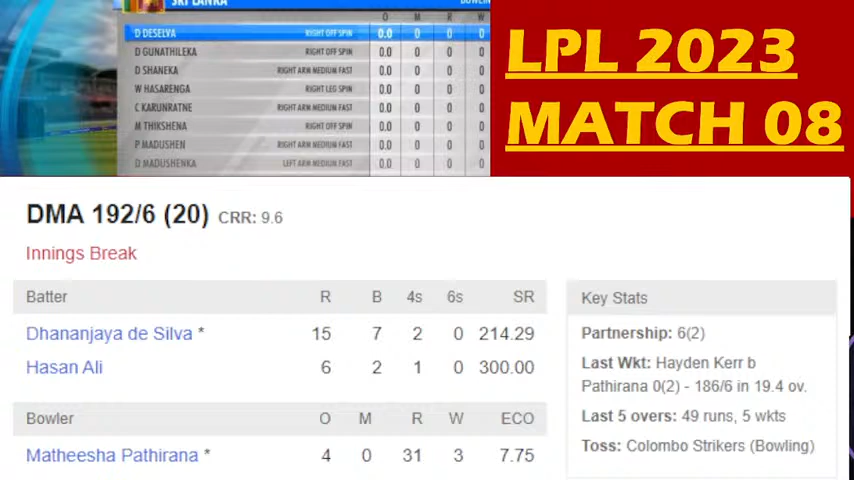 SRI LANKA BOWLING
O M R W
D DESELVA RIGHT OFF SPIN 0.0 0 0 0
D GUNATHILEKA RIGHT OFF SPIN 0.0 0 0 0
D SHANEKA RIGHT ARM MEDIUM FAST 0.0 0 0 0
W HASARENGA RIGHT LEG SPIN 0.0 0 0 0
C KARUNRATNE RIGHT ARM MEDIUM FAST 0.0 0 0 0
M THIKSHENA RIGHT OFF SPIN 0.0 0 0 0
P MADUSHEN RIGHT ARM MEDIUM FAST 0.0 0 0 0
D MADUSHENKA LEFT ARM MEDIUM FAST 0.0 0 0 0
LPL 2023
MATCH 08
DMA 192/6 (20) CRR: 9.6
Innings Break
Batter R B 4s 6s SR
Dhananjaya de Silva * 15 7 2 0 214.29
Hasan Ali 6 2 1 0 300.00
Bowler O M R W ECO
Matheesha Pathirana * 4 0 31 3 7.75
Key Stats
Partnership: 6(2)
Last Wkt: Hayden Kerr b
Pathirana 0(2) - 186/6 in 19.4 ov.
Last 5 overs: 49 runs, 5 wkts
Toss: Colombo Strikers (Bowling)